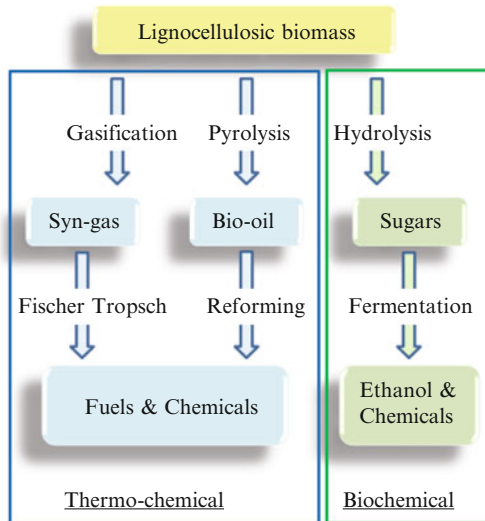 Lignocellulosic biomass
Gasification Pyrolysis Hydrolysis
Syn-gas Bio-oil Sugars
Fischer Tropsch Reforming Fermentation
Fuels & Chemicals
Ethanol &
Chemicals
Thermo-chemical Biochemical